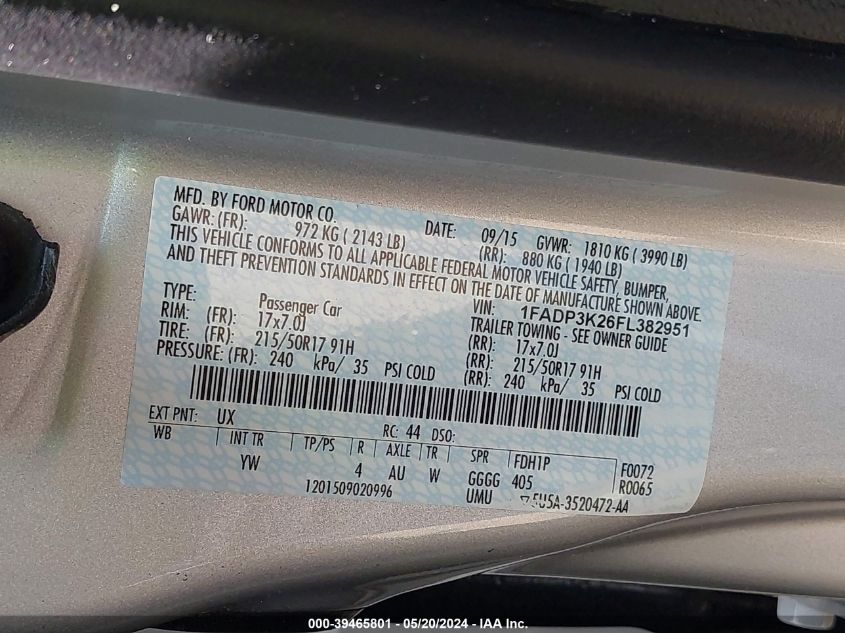 MFD. BY FORD MOTOR CO.
DATE: 09/15 GVWR: 1810 KG ( 3990 LB)
GAWR: (FR): 972 KG ( 2143 LB) (RR): 880 KG ( 1940 LB)
THIS VEHICLE CONFORMS TO ALL APPLICABLE FEDERAL MOTOR VEHICLE SAFETY, BUMPER,
AND THEFT PREVENTION STANDARDS IN EFFECT ON THE DATE OF MANUFACTURE SHOWN ABOVE.
VIN: 1FADP3K26FL382951
TYPE: Passenger Car TRAILER TOWING - SEE OWNER GUIDE
RIM: (FR): 17x7.0J (RR): 17x7.0J
TIRE: (FR): 215/50R17 91H (RR): 215/50R17 91H
PRESSURE: (FR): 240 kPa/ 35 PSI COLD (RR): 240 kPa/ 35 PSI COLD
EXT PNT: UX RC: 44 DSO:
WB INT TR TP/PS R AXLE TR SPR FDH1P F0072
YW 4 AU W GGGG 405 R0065
1201509020996 UMU 5U5A-3520472-AA
000-39465801 - 05/20/2024 - IAA Inc.